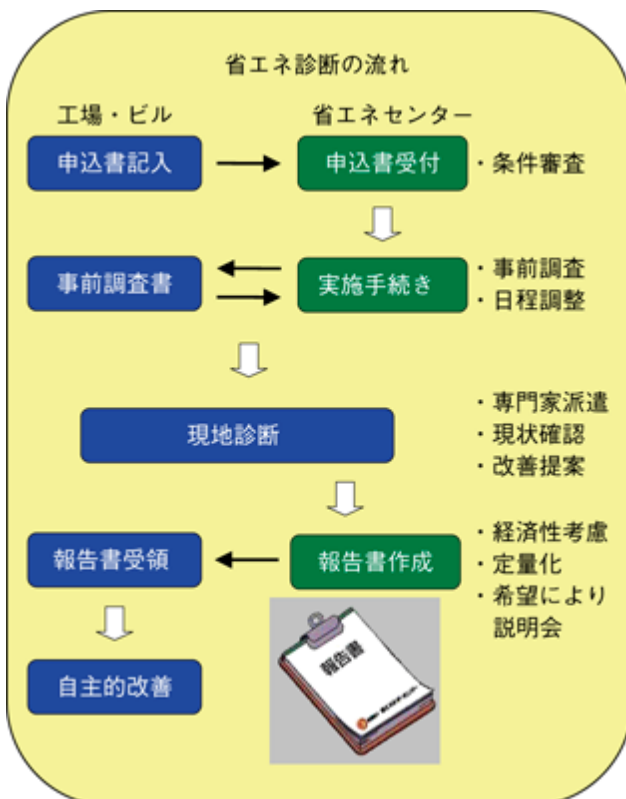 省エネ診断の流れ
工場・ビル
省エネセンター
申込書記入
申込書受付
・条件審査
事前調査書
実施手続き
・事前調査
・日程調整
現地診断
・専門家派遣
・現状確認
・改善提案
報告書受領
報告書作成
・経済性考慮
・定量化
・希望により
説明会
自主的改善
報告書